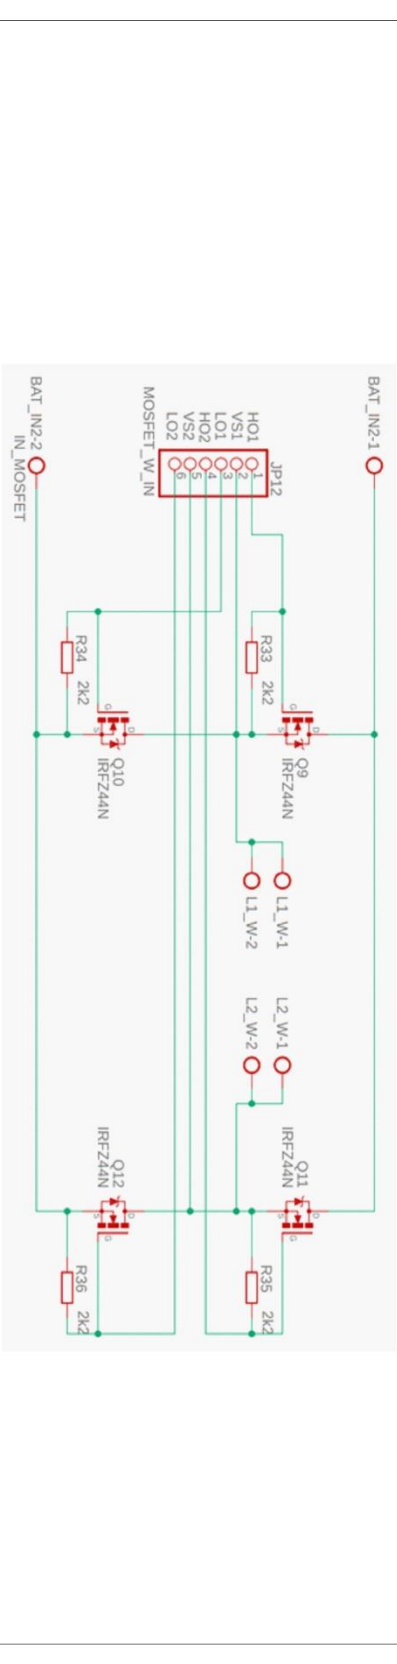 BAT_IN2-1
JP12
HO1
VS1
LO1
HO2
VS2
LO2
1
2
3
4
5
6
MOSFET_W_IN
R33
2k2
D
G
S
Q9
IRFZ44N
L1_W-1
L1_W-2
L2_W-1
L2_W-2
Q11
IRFZ44N
D
G
S
R35
2k2
R34
2k2
D
G
S
Q10
IRFZ44N
Q12
IRFZ44N
D
G
S
R36
2k2
BAT_IN2-2
IN_MOSFET